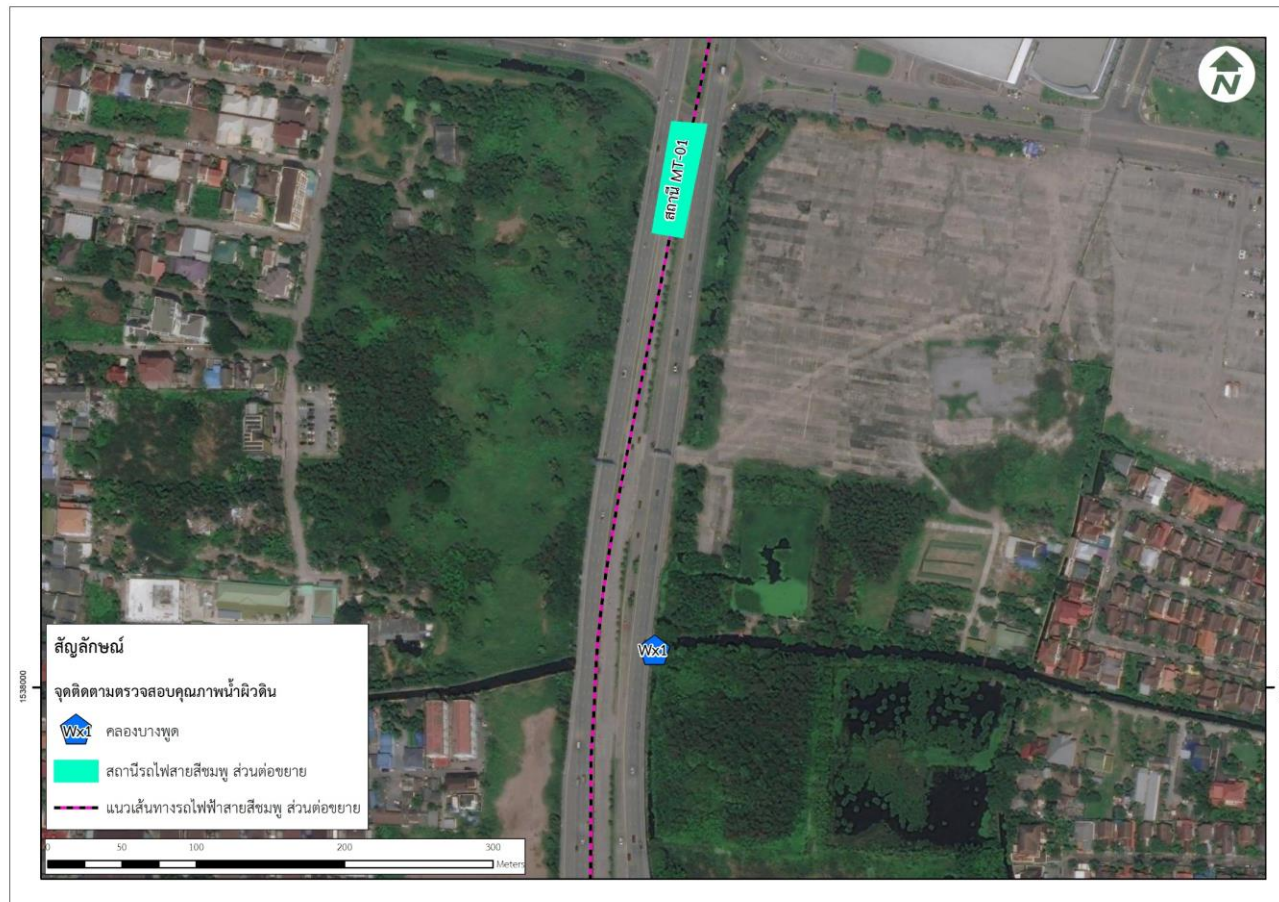 N
สถานี MT-01
Wx1
1538000
สัญลักษณ์
จุดติดตามตรวจสอบคุณภาพน้ำผิวดิน
Wx1 คลองบางพูด
สถานีรถไฟสายสีชมพู ส่วนต่อขยาย
แนวเส้นทางรถไฟฟ้าสายสีชมพู ส่วนต่อขยาย
0 50 100 200 300
Meters